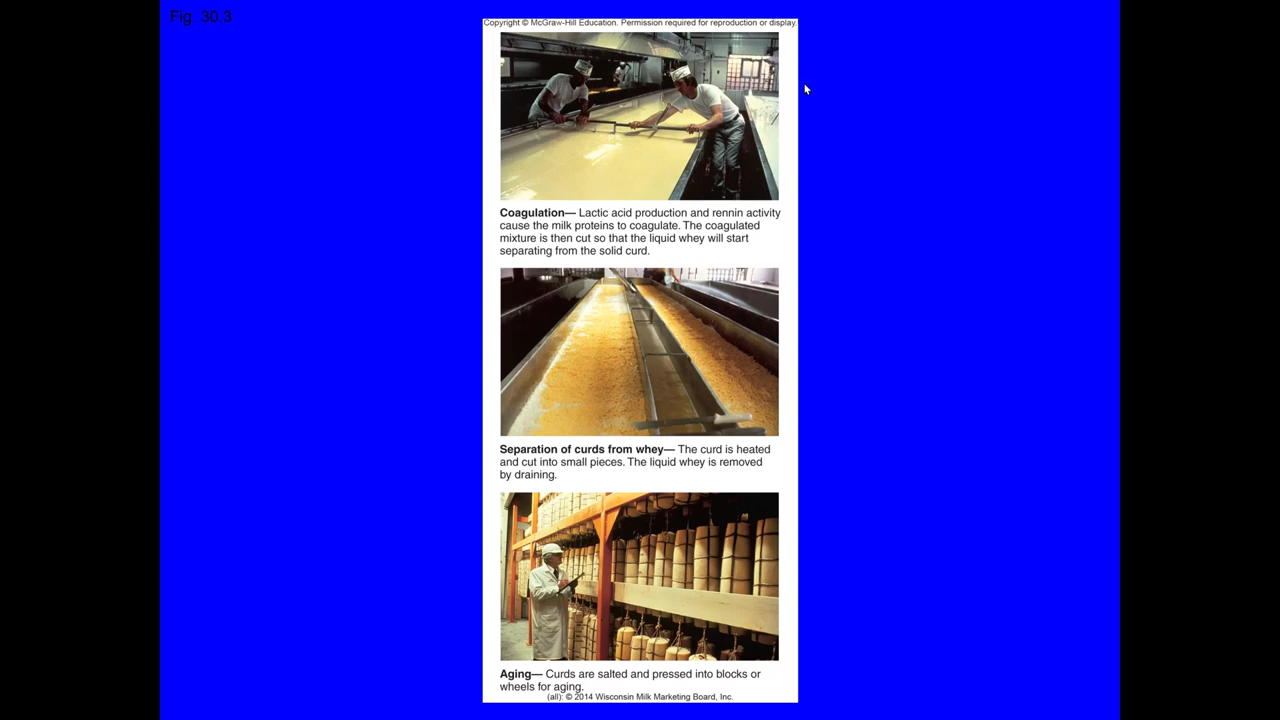 Fig. 30.3
Copyright © McGraw-Hill Education. Permission required for reproduction or display.
Coagulation— Lactic acid production and rennin activity
cause the milk proteins to coagulate. The coagulated
mixture is then cut so that the liquid whey will start
separating from the solid curd.
Separation of curds from whey— The curd is heated
and cut into small pieces. The liquid whey is removed
by draining.
Aging— Curds are salted and pressed into blocks or
wheels for aging.
(all): © 2014 Wisconsin Milk Marketing Board, Inc.